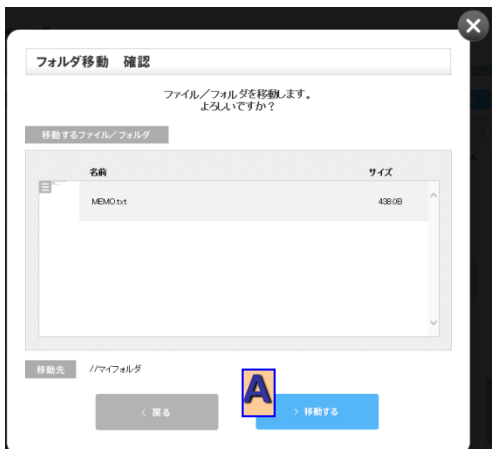 フォルダ移動　確認
ファイル／フォルダを移動します。
よろしいですか？
移動するファイル／フォルダ
名前 サイズ
MEMO.txt 438.0B
移動先 //マイフォルダ
A
< 戻る > 移動する